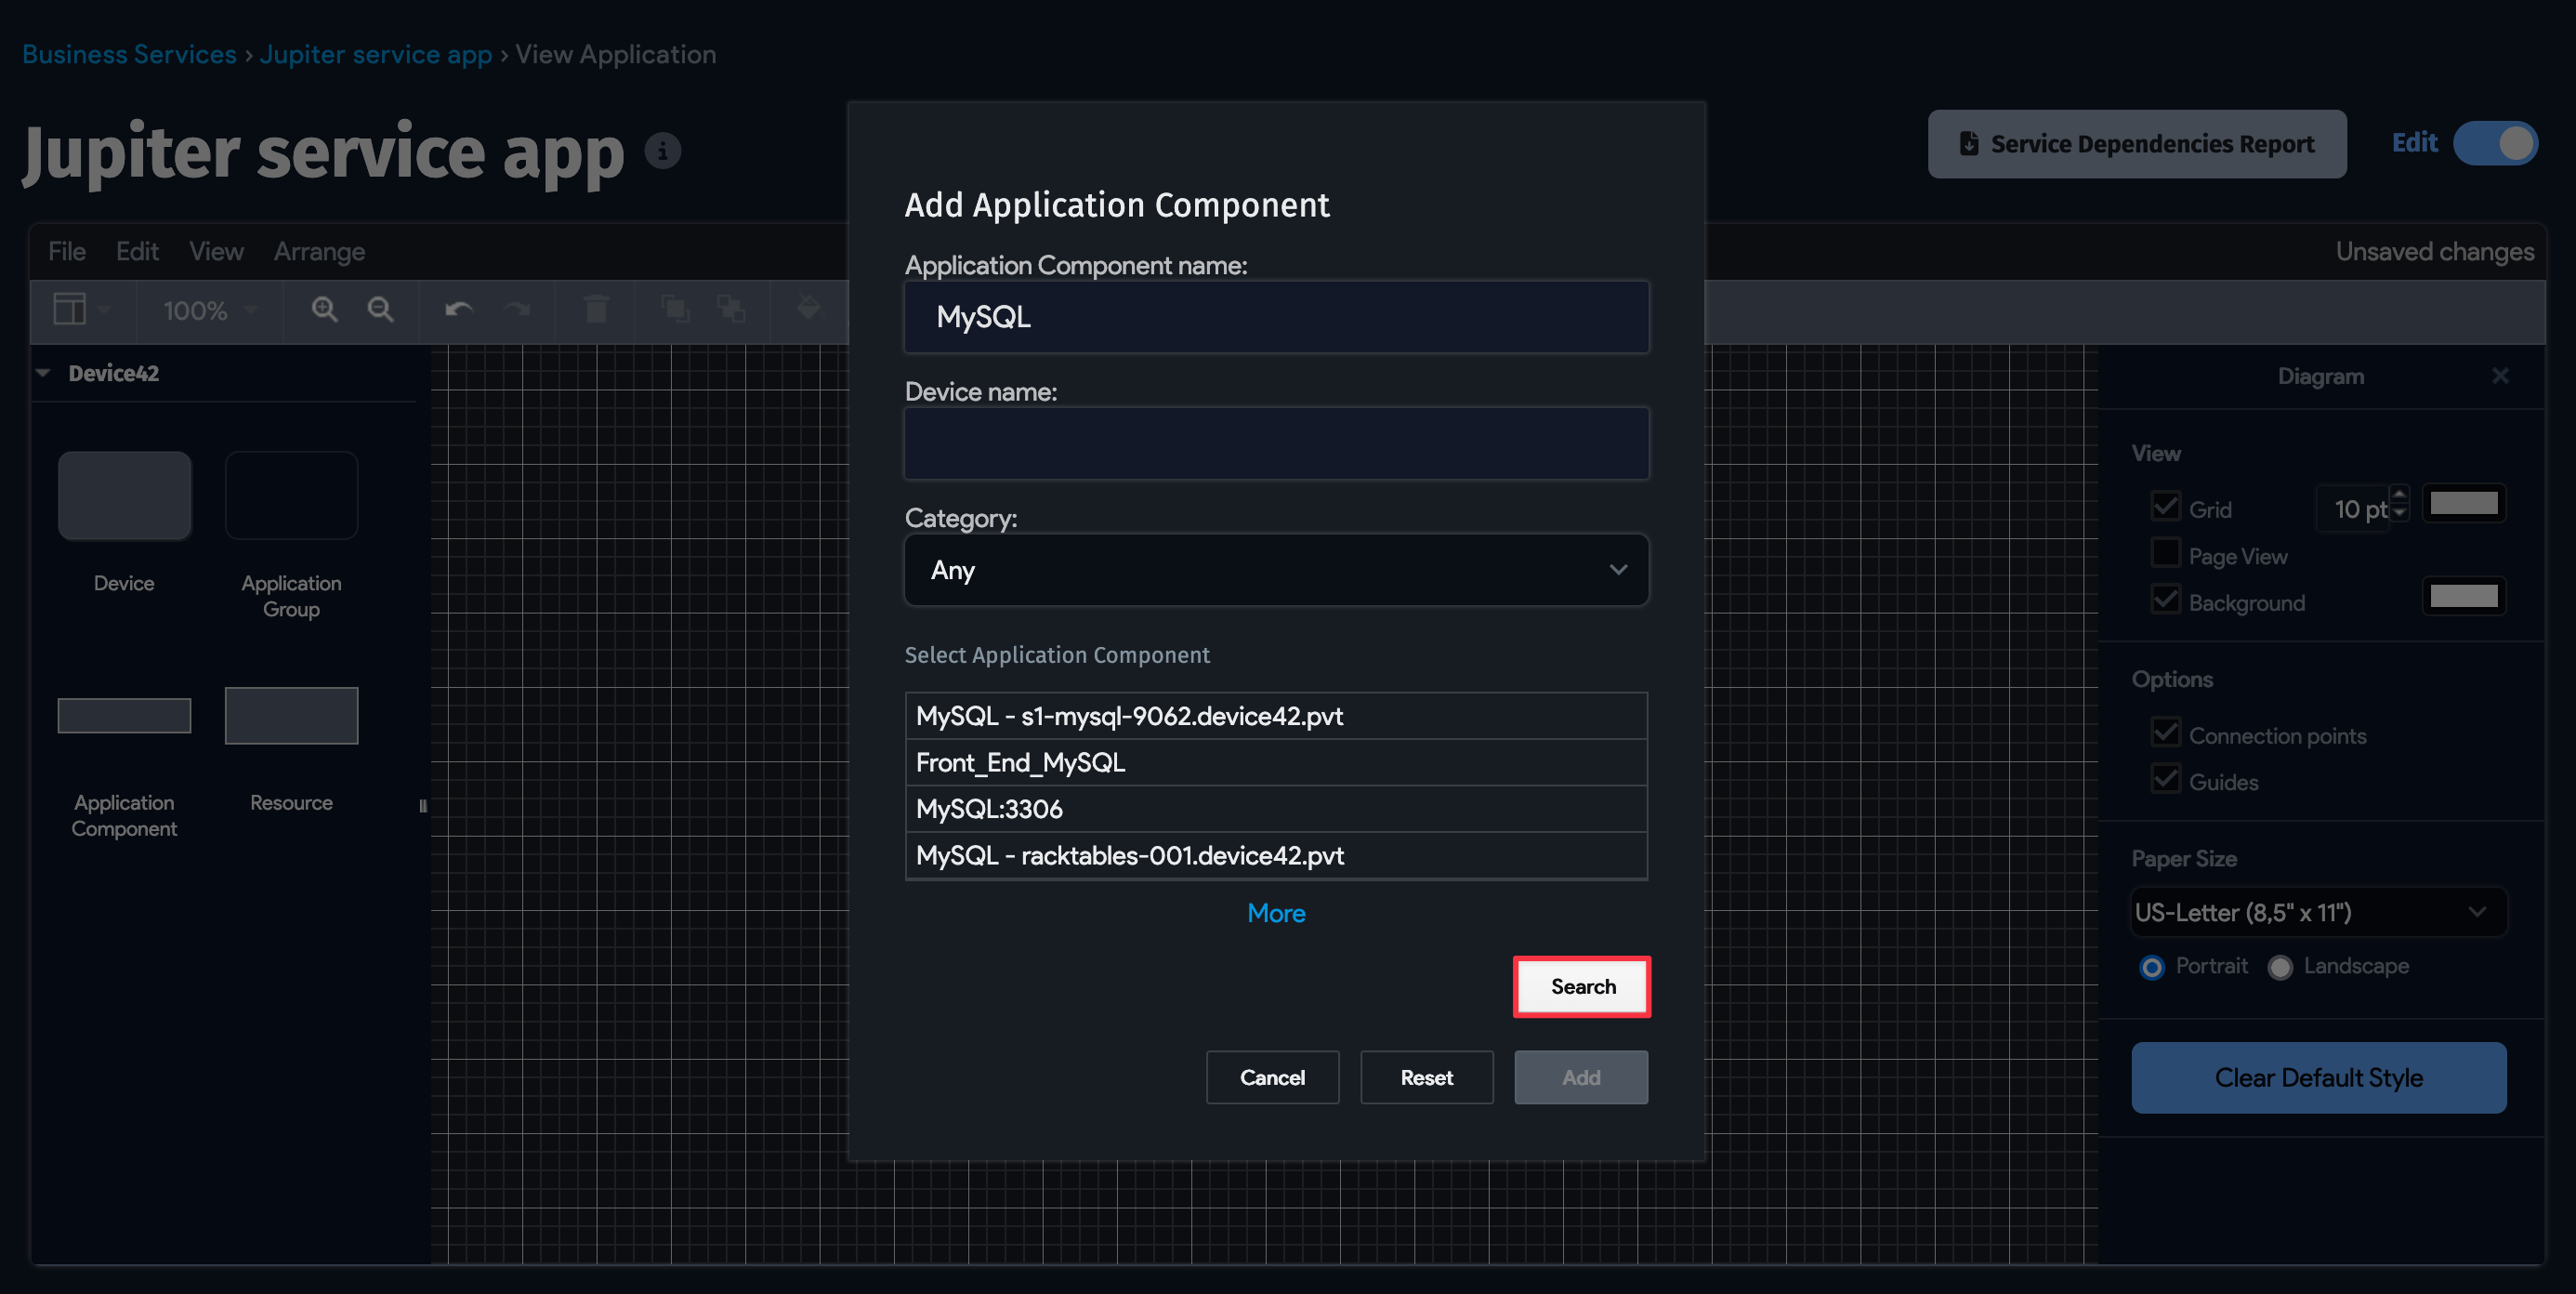 Business Services › Jupiter service app › View Application
Jupiter service app
Service Dependencies Report
Edit
File Edit View Arrange
Unsaved changes
100%
Device42
Device
Application
Group
Application
Component
Resource
Add Application Component
Application Component name:
MySQL
Device name:
Category:
Any
Select Application Component
MySQL - s1-mysql-9062.device42.pvt
Front_End_MySQL
MySQL:3306
MySQL - racktables-001.device42.pvt
More
Search
Cancel
Reset
Add
Diagram
View
Grid
10 pt
Page View
Background
Options
Connection points
Guides
Paper Size
US-Letter (8,5" x 11")
Portrait
Landscape
Clear Default Style